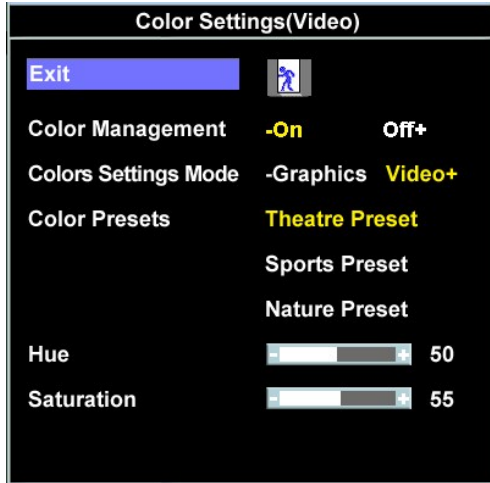 Color Settings(Video)
Exit
Color Management -On Off+
Colors Settings Mode -Graphics Video+
Color Presets Theatre Preset
Sports Preset
Nature Preset
Hue - + 50
Saturation - + 55